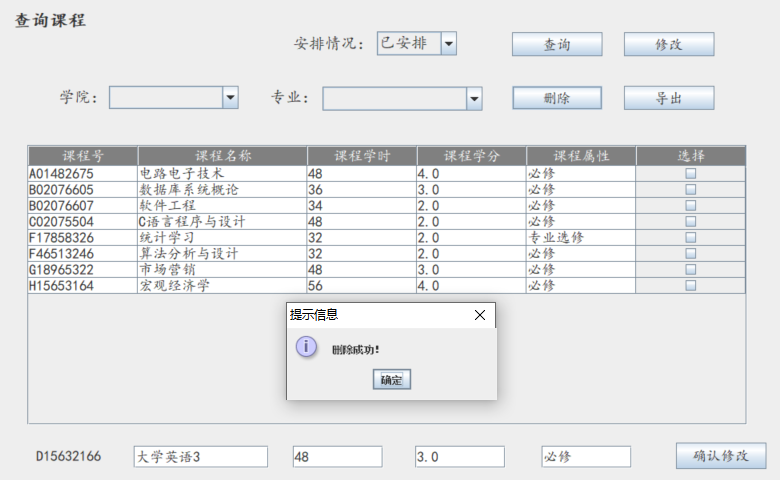 查询课程
安排情况： 已安排 查询 修改
学院： 专业： 删除 导出
课程号 课程名称 课程学时 课程学分 课程属性 选择
A01482675 电路电子技术 48 4.0 必修
B02076605 数据库系统概论 36 3.0 必修
B02076607 软件工程 34 2.0 必修
C02075504 C语言程序与设计 48 2.0 必修
F17858326 统计学习 32 2.0 专业选修
F46513246 算法分析与设计 32 2.0 必修
G18965322 市场营销 48 3.0 必修
H15653164 宏观经济学 56 4.0 必修
提示信息
删除成功!
确定
D15632166 大学英语3 48 3.0 必修 确认修改